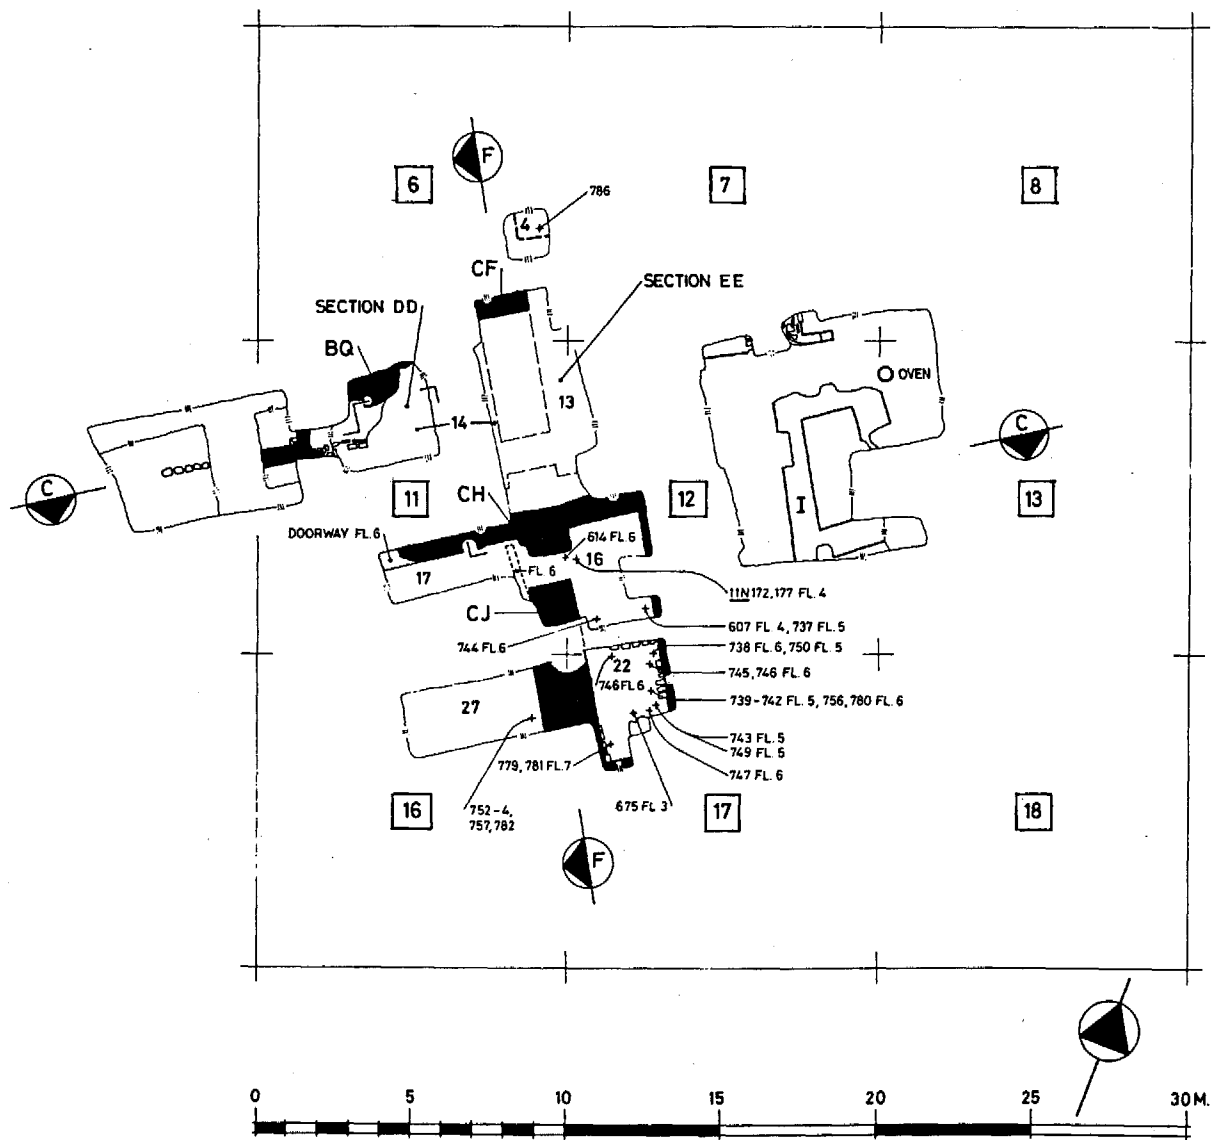 F
6
7
8
4
786
CF
SECTION EE
SECTION DD
BQ
OVEN
13
14
C
C
11
CH
12
13
I
DOORWAY FL.6
614 FL.6
16
FL 6
17
11N172,177 FL.4
CJ
607 FL 4, 737 FL.5
744 FL6
738 FL.6, 750 FL.5
22
745,746 FL.6
746 FL 6
27
739-742 FL.5, 756, 780 FL.6
743 FL.5
749 FL.5
779, 781 FL.7
747 FL.6
16
752-4,
757,782
675 FL 3
17
18
F
0
5
10
15
20
25
30 M.